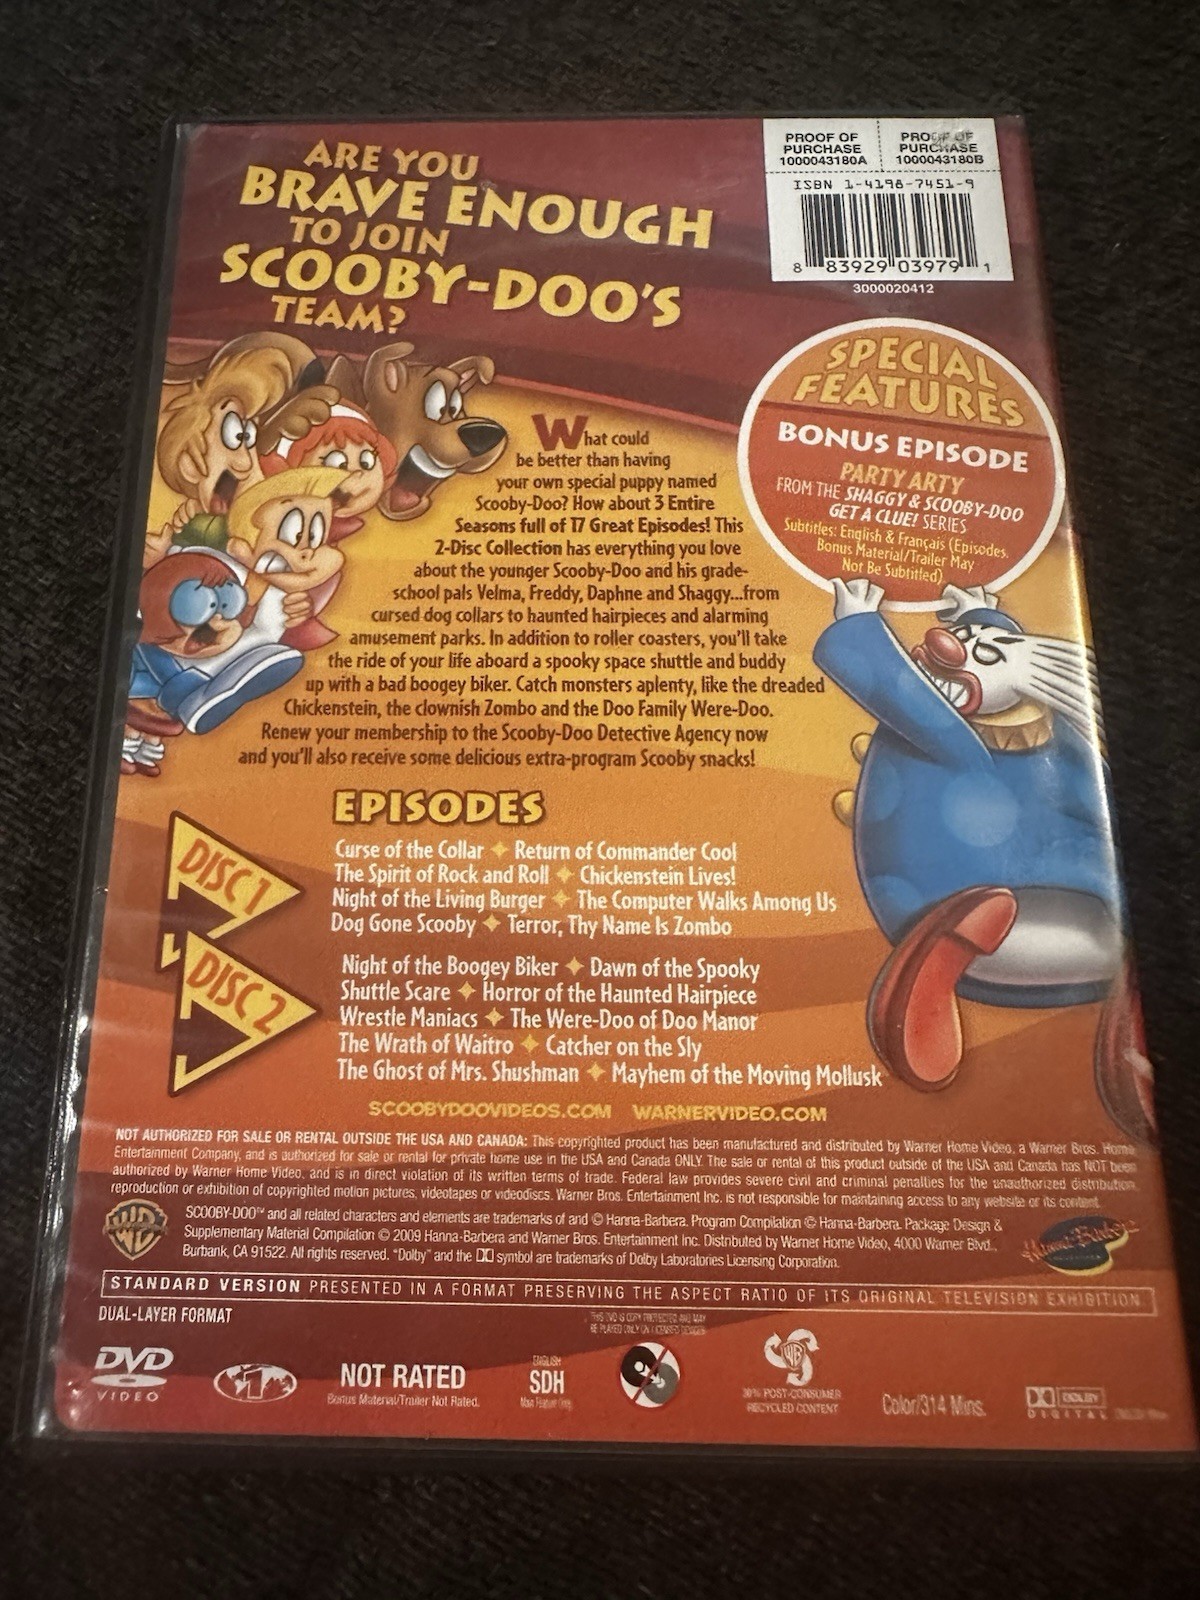 ARE YOU
BRAVE ENOUGH
TO JOIN
SCOOBY-DOO'S
TEAM?
PROOF OF PURCHASE 1000043180A
PROOF OF PURCHASE 1000043180B
ISBN 1-4198-7451-9
8 83929 03979 1
3000020412
SPECIAL
FEATURES
BONUS EPISODE
PARTY ARTY
FROM THE SHAGGY & SCOOBY-DOO
GET A CLUE! SERIES
Subtitles: English & Français (Episodes.
Bonus Material/Trailer May
Not Be Subtitled)
What could
be better than having
your own special puppy named
Scooby-Doo? How about 3 Entire
Seasons full of 17 Great Episodes! This
2-Disc Collection has everything you love
about the younger Scooby-Doo and his grade-
school pals Velma, Freddy, Daphne and Shaggy...from
cursed dog collars to haunted hairpieces and alarming
amusement parks. In addition to roller coasters, you'll take
the ride of your life aboard a spooky space shuttle and buddy
up with a bad boogey biker. Catch monsters aplenty, like the dreaded
Chickenstein, the clownish Zombo and the Doo Family Were-Doo.
Renew your membership to the Scooby-Doo Detective Agency now
and you'll also receive some delicious extra-program Scooby snacks!
EPISODES
DISC 1
Curse of the Collar ✦ Return of Commander Cool
The Spirit of Rock and Roll ✦ Chickenstein Lives!
Night of the Living Burger ✦ The Computer Walks Among Us
Dog Gone Scooby ✦ Terror, Thy Name Is Zombo
DISC 2
Night of the Boogey Biker ✦ Dawn of the Spooky
Shuttle Scare ✦ Horror of the Haunted Hairpiece
Wrestle Maniacs ✦ The Were-Doo of Doo Manor
The Wrath of Waitro ✦ Catcher on the Sly
The Ghost of Mrs. Shushman ✦ Mayhem of the Moving Mollusk
SCOOBYDOOVIDEOS.COM WARNERVIDEO.COM
NOT AUTHORIZED FOR SALE OR RENTAL OUTSIDE THE USA AND CANADA: This copyrighted product has been manufactured and distributed by Warner Home Video, a Warner Bros. Home
Entertainment Company, and is authorized for sale or rental for private home use in the USA and Canada ONLY. The sale or rental of this product outside of the USA and Canada has NOT been
authorized by Warner Home Video, and is in direct violation of its written terms of trade. Federal law provides severe civil and criminal penalties for the unauthorized distribution,
reproduction or exhibition of copyrighted motion pictures, videotapes or videodiscs. Warner Bros. Entertainment Inc. is not responsible for maintaining access to any website or its content.
WB
SCOOBY-DOO™ and all related characters and elements are trademarks of and © Hanna-Barbera. Program Compilation © Hanna-Barbera. Package Design &
Supplementary Material Compilation © 2009 Hanna-Barbera and Warner Bros. Entertainment Inc. Distributed by Warner Home Video, 4000 Warner Blvd.,
Burbank, CA 91522. All rights reserved. "Dolby" and the DD symbol are trademarks of Dolby Laboratories Licensing Corporation.
Hanna-Barbera
STANDARD VERSION PRESENTED IN A FORMAT PRESERVING THE ASPECT RATIO OF ITS ORIGINAL TELEVISION EXHIBITION.
DUAL-LAYER FORMAT
THIS DVD IS COPY PROTECTED AND MAY
BE PLAYED ONLY ON LICENSED DEVICES
DVD
VIDEO
1
NOT RATED
Bonus Material/Trailer Not Rated.
ENGLISH
SDH
Main Feature Only
WB
30% POST-CONSUMER
RECYCLED CONTENT
Color/314 Mins.
DOLBY
DIGITAL